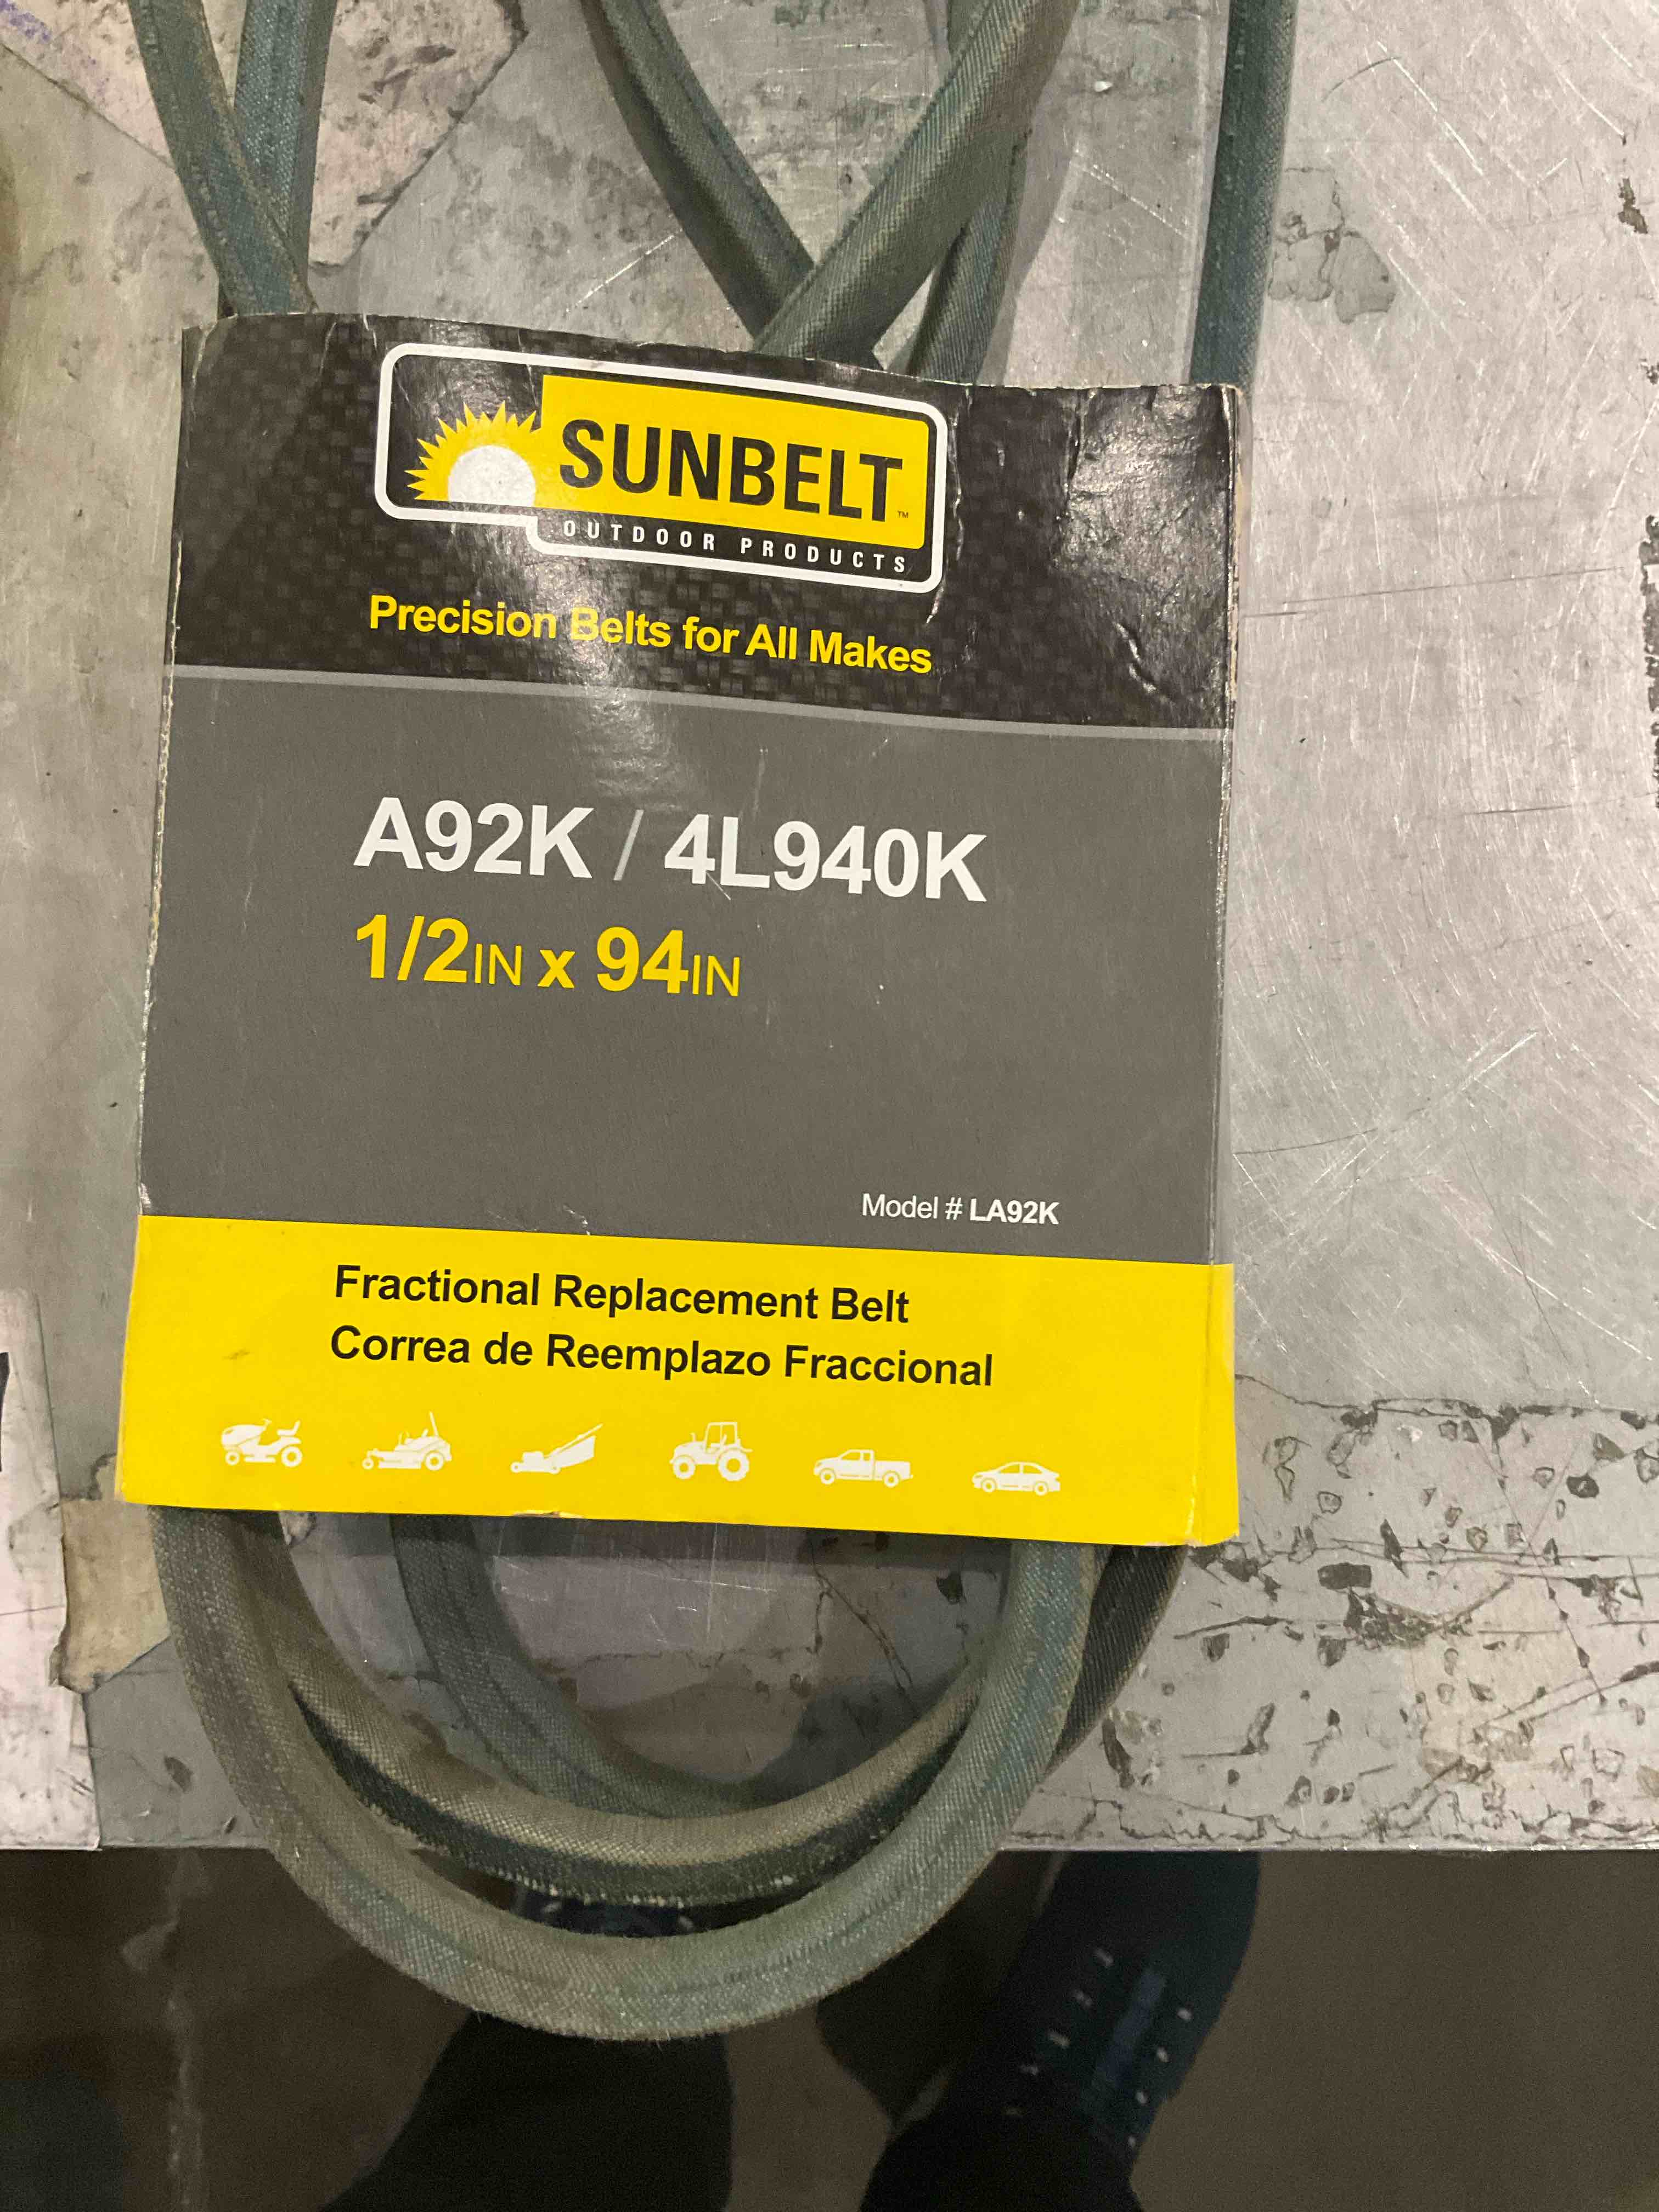 SUNBELT™
OUTDOOR PRODUCTS
Precision Belts for All Makes
A92K / 4L940K
1/2IN x 94IN
Model # LA92K
Fractional Replacement Belt
Correa de Reemplazo Fraccional